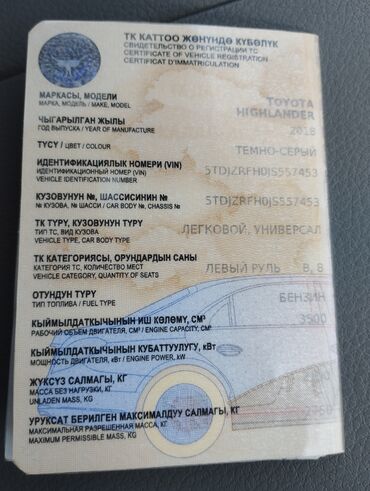 ТК КАТТОО ЖӨНҮНДӨ КҮБӨЛҮК
СВИДЕТЕЛЬСТВО О РЕГИСТРАЦИИ ТС
CERTIFICATE OF VEHICLE REGISTRATION
CERTIFICAT D'IMMATRICULATION
МАРКАСЫ, МОДЕЛИ
МАРКА, МОДЕЛЬ / MAKE, MODEL
TOYOTA
HIGHLANDER
ЧЫГАРЫЛГАН ЖЫЛЫ
ГОД ВЫПУСКА / YEAR OF MANUFACTURE
2018
ТҮСҮ / ЦВЕТ / COLOUR
ТЕМНО-СЕРЫЙ
ИДЕНТИФИКАЦИЯЛЫК НОМЕРИ (VIN)
ИДЕНТИФИКАЦИОННЫЙ НОМЕР (VIN)
VEHICLE IDENTIFICATION NUMBER
5TDJZRFH0JS557453
КУЗОВУНУН №, ШАССИСИНИН №
№ КУЗОВА, № ШАССИ / CAR BODY №, CHASSIS №
5TDJZRFH0JS557453
ТК ТҮРҮ, КУЗОВУНУН ТҮРҮ
ТИП ТС, ВИД КУЗОВА
VEHICLE TYPE, CAR BODY TYPE
ЛЕГКОВОЙ, УНИВЕРСАЛ
ТК КАТЕГОРИЯСЫ, ОРУНДАРДЫН САНЫ
КАТЕГОРИЯ ТС, КОЛИЧЕСТВО МЕСТ
VEHICLE CATEGORY, QUANTITY OF SEATS
ЛЕВЫЙ РУЛЬ B, 8
ОТУНДУН ТҮРҮ
ТИП ТОПЛИВА / FUEL TYPE
БЕНЗИН
КЫЙМЫЛДАТКЫЧЫНЫН ИШ КӨЛӨМҮ, СМ³
РАБОЧИЙ ОБЪЕМ ДВИГАТЕЛЯ, СМ³ / ENGINE CAPACITY, СМ³
3500
КЫЙМЫЛДАТКЫЧЫНЫН КУБАТТУУЛУГУ, кВт
МОЩНОСТЬ ДВИГАТЕЛЯ, кВт / ENGINE POWER, kW
ЖҮКСҮЗ САЛМАГЫ, КГ
МАССА БЕЗ НАГРУЗКИ, КГ
UNLADEN MASS, KG
УРУКСАТ БЕРИЛГЕН МАКСИМАЛДУУ САЛМАГЫ, КГ
МАКСИМАЛЬНАЯ РАЗРЕШЕННАЯ МАССА, КГ
MAXIMUM PERMISSIBLE MASS, KG